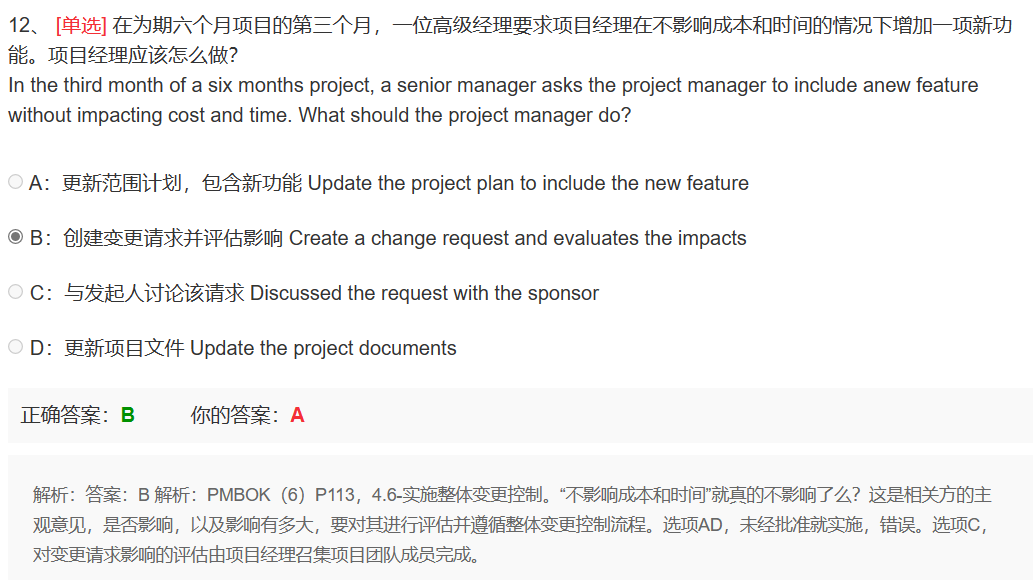 12、 [单选] 在为期六个月项目的第三个月，一位高级经理要求项目经理在不影响成本和时间的情况下增加一项新功
能。项目经理应该怎么做？
In the third month of a six months project, a senior manager asks the project manager to include anew feature
without impacting cost and time. What should the project manager do?
A：更新范围计划，包含新功能 Update the project plan to include the new feature
B：创建变更请求并评估影响 Create a change request and evaluates the impacts
C：与发起人讨论该请求 Discussed the request with the sponsor
D：更新项目文件 Update the project documents
正确答案：B 你的答案：A
解析：答案：B 解析：PMBOK（6）P113，4.6-实施整体变更控制。“不影响成本和时间”就真的不影响了么？这是相关方的主
观意见，是否影响，以及影响有多大，要对其进行评估并遵循整体变更控制流程。选项AD，未经批准就实施，错误。选项C，
对变更请求影响的评估由项目经理召集项目团队成员完成。